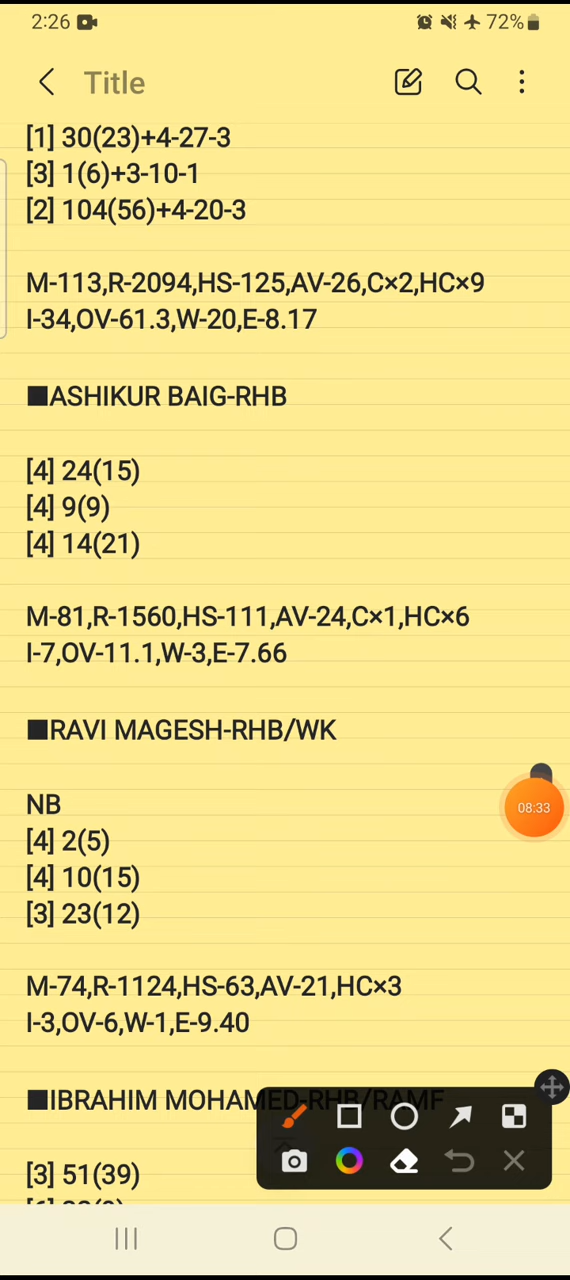 2:26
72%
Title
[1] 30(23)+4-27-3
[3] 1(6)+3-10-1
[2] 104(56)+4-20-3
M-113,R-2094,HS-125,AV-26,C×2,HC×9
I-34,OV-61.3,W-20,E-8.17
■ASHIKUR BAIG-RHB
[4] 24(15)
[4] 9(9)
[4] 14(21)
M-81,R-1560,HS-111,AV-24,C×1,HC×6
I-7,OV-11.1,W-3,E-7.66
■RAVI MAGESH-RHB/WK
NB
08:33
[4] 2(5)
[4] 10(15)
[3] 23(12)
M-74,R-1124,HS-63,AV-21,HC×3
I-3,OV-6,W-1,E-9.40
■IBRAHIM MOHAMED-RHB/RAMF
[3] 51(39)